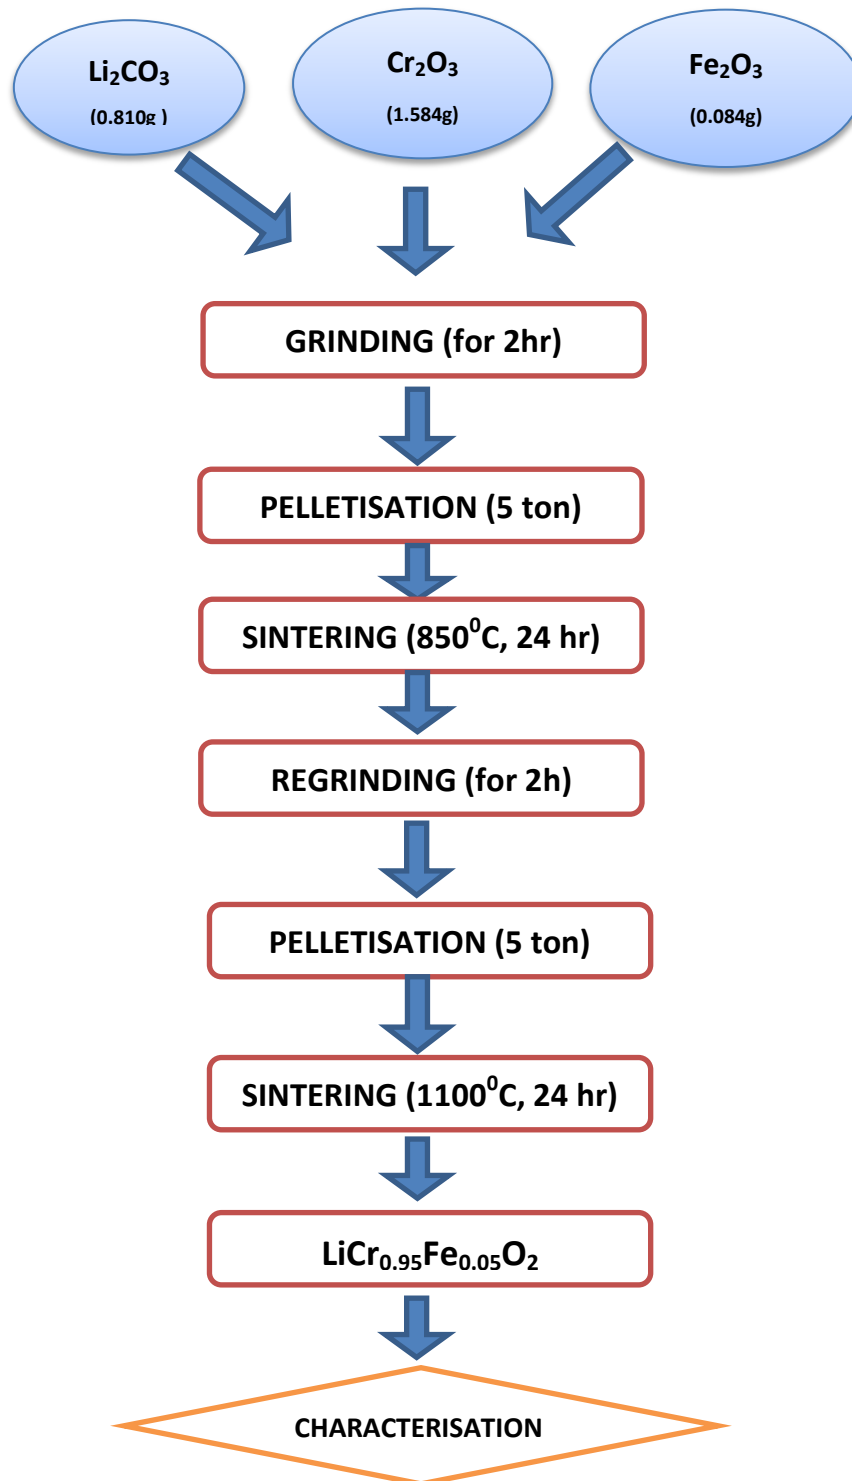 Li₂CO₃
(0.810g )
Cr₂O₃
(1.584g)
Fe₂O₃
(0.084g)
GRINDING (for 2hr)
PELLETISATION (5 ton)
SINTERING (850⁰C, 24 hr)
REGRINDING (for 2h)
PELLETISATION (5 ton)
SINTERING (1100⁰C, 24 hr)
LiCr₀.₉₅Fe₀.₀₅O₂
CHARACTERISATION